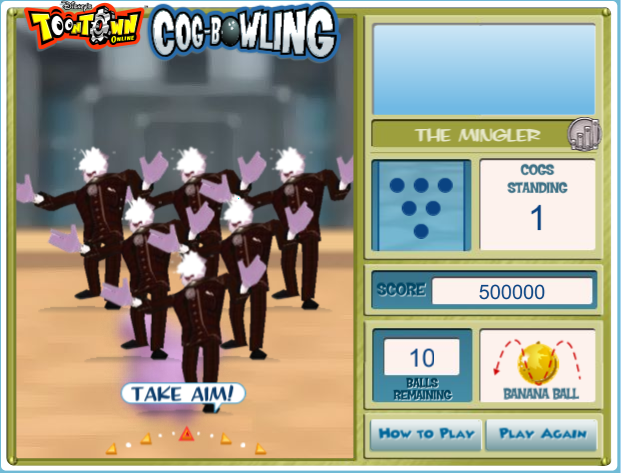 Disney's
TOONTOWN
ONLINE
COG-BOWLING
THE MINGLER
COGS
STANDING
1
SCORE 500000
10
BALLS
REMAINING
BANANA BALL
TAKE AIM!
HOW TO PLAY
PLAY AGAIN